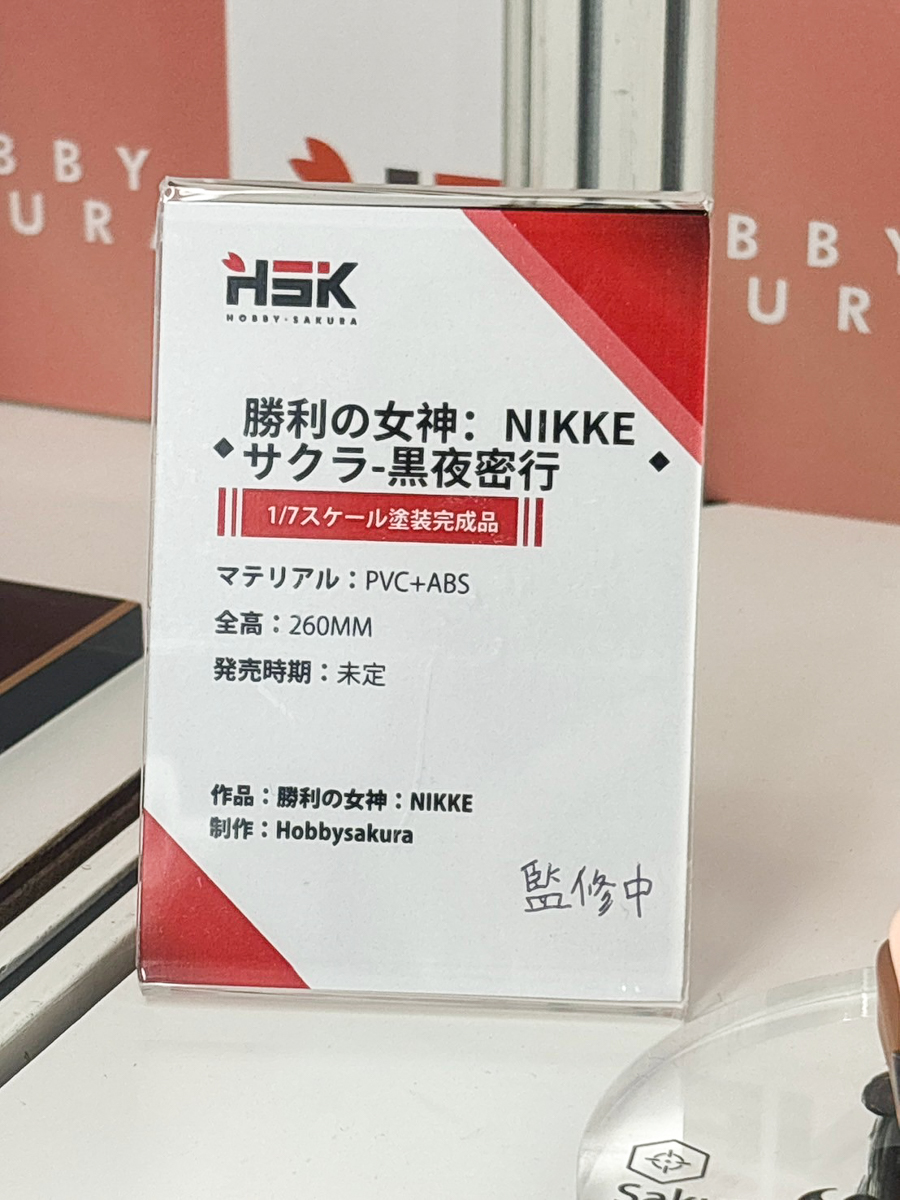 HSK
HOBBY·SAKURA
勝利の女神：NIKKE
サクラ-黒夜密行
1/7スケール塗装完成品
マテリアル：PVC+ABS
全高：260MM
発売時期：未定
作品：勝利の女神：NIKKE
制作：Hobbysakura
監修中